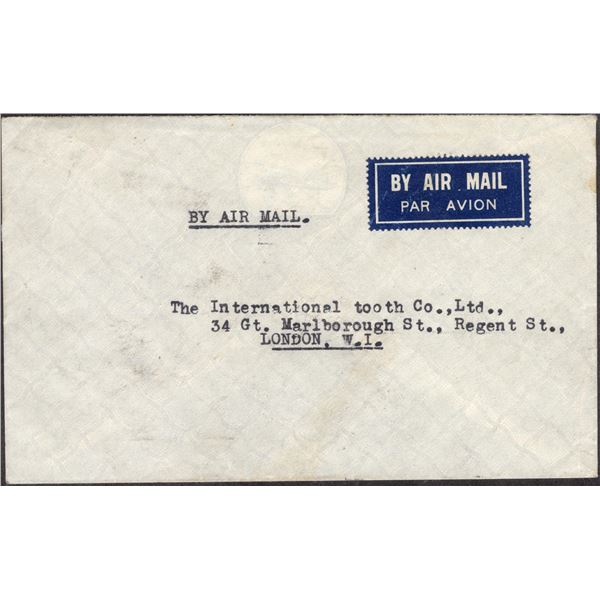 BY AIR MAIL
PAR AVION
BY AIR MAIL.
The International tooth Co.,Ltd.,
34 Gt. Marlborough St., Regent St.,
LONDON, W.I.